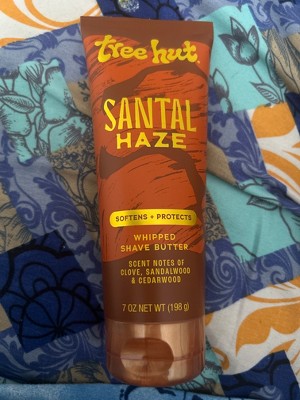 tree hut
SANTAL
HAZE
SOFTENS + PROTECTS
WHIPPED
SHAVE BUTTER
SCENT NOTES OF
CLOVE, SANDALWOOD
& CEDARWOOD
7 OZ NET WT (198 g)